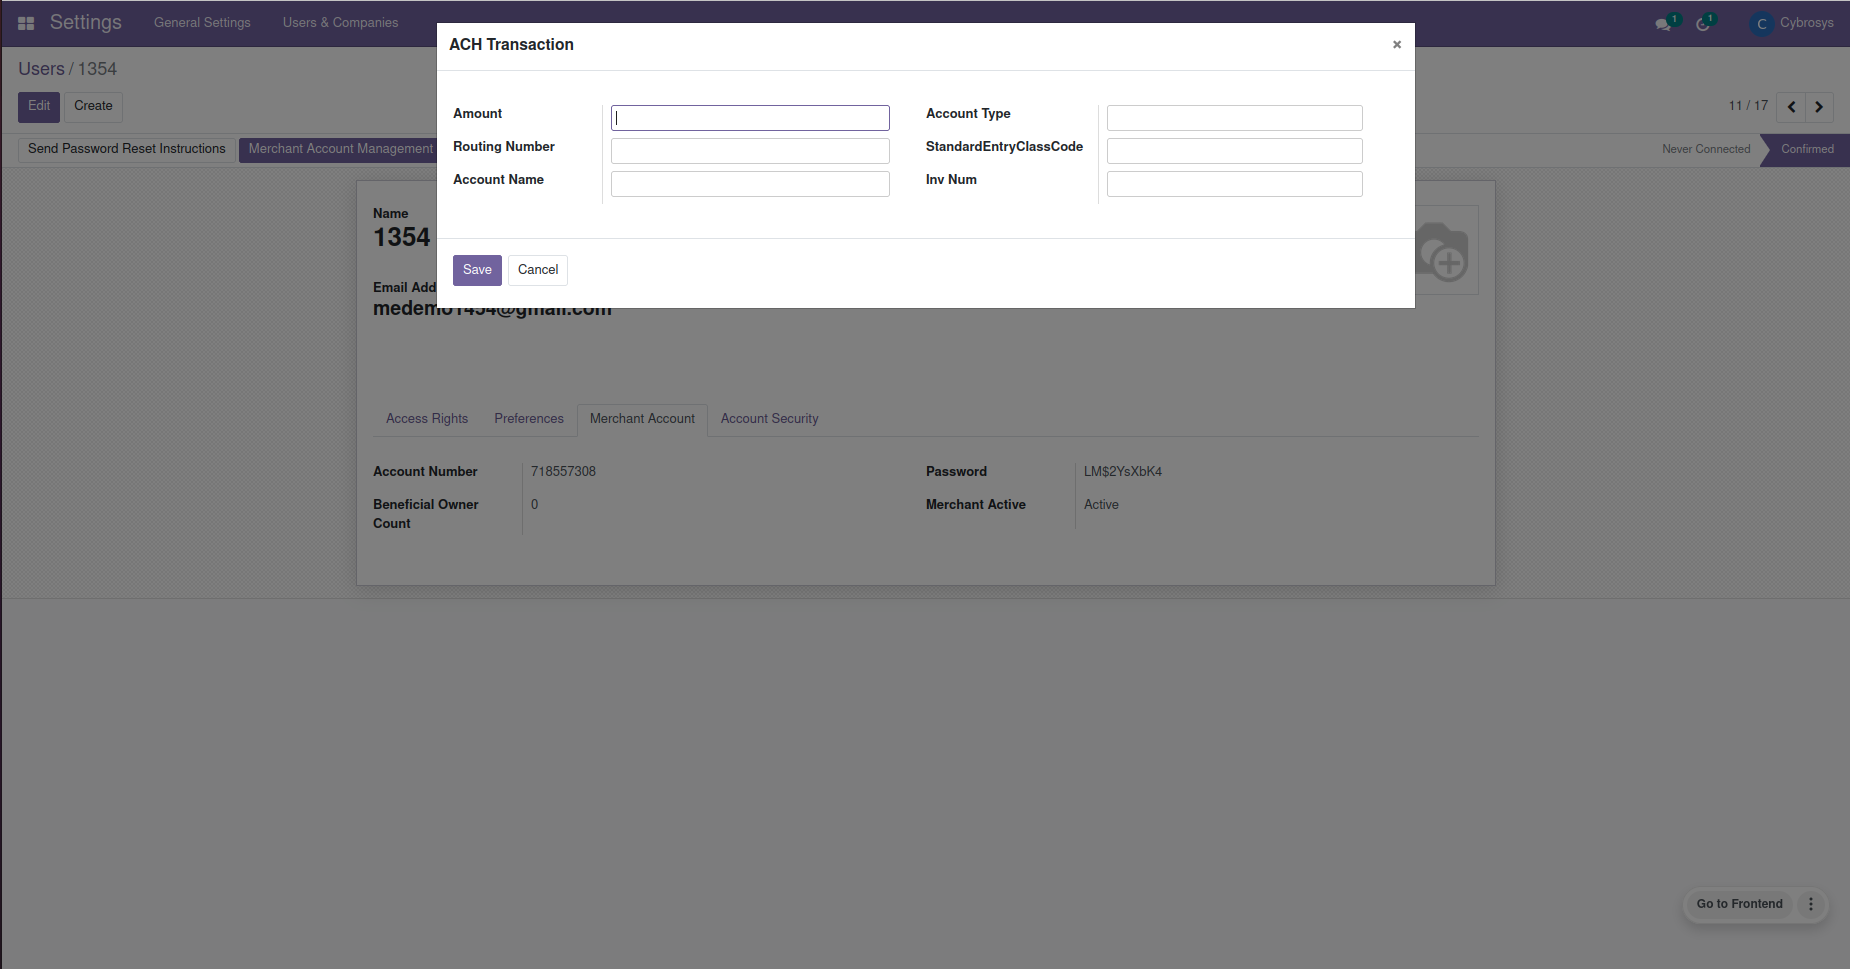 Settings General Settings Users & Companies 1 1 C Cybrosys
ACH Transaction ×
Users / 1354
Edit Create
11 / 17
Amount
Account Type
Routing Number
StandardEntryClassCode
Account Name
Inv Num
Send Password Reset Instructions Merchant Account Management Never Connected Confirmed
Name
1354
Save Cancel
Email Add
medemo1454@gmail.com
Access Rights Preferences Merchant Account Account Security
Account Number 718557308 Password LM$2YsXbK4
Beneficial Owner 0 Merchant Active Active
Count
Go to Frontend